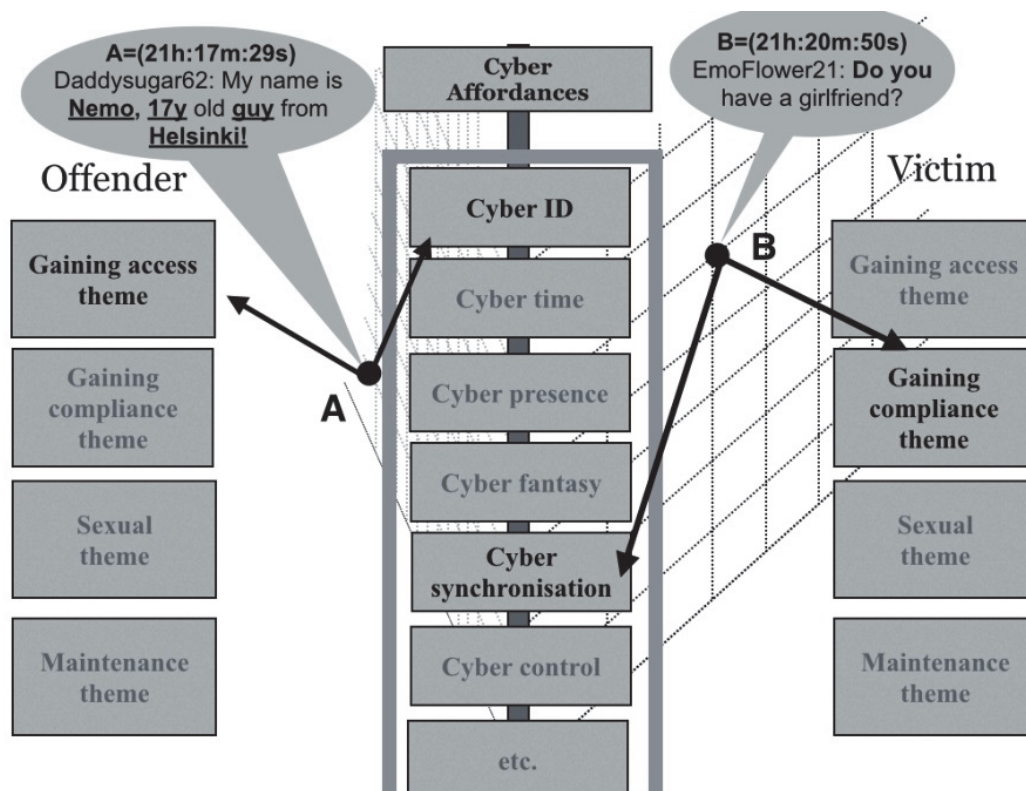 A=(21h:17m:29s)
Daddysugar62: My name is
Nemo, 17y old guy from
Helsinki!
Cyber
Affordances
B=(21h:20m:50s)
EmoFlower21: Do you
have a girlfriend?
Offender
Victim
Gaining access
theme
Gaining
compliance
theme
Sexual
theme
Maintenance
theme
A
Cyber ID
Cyber time
Cyber presence
Cyber fantasy
Cyber
synchronisation
Cyber control
etc.
B
Gaining access
theme
Gaining
compliance
theme
Sexual
theme
Maintenance
theme